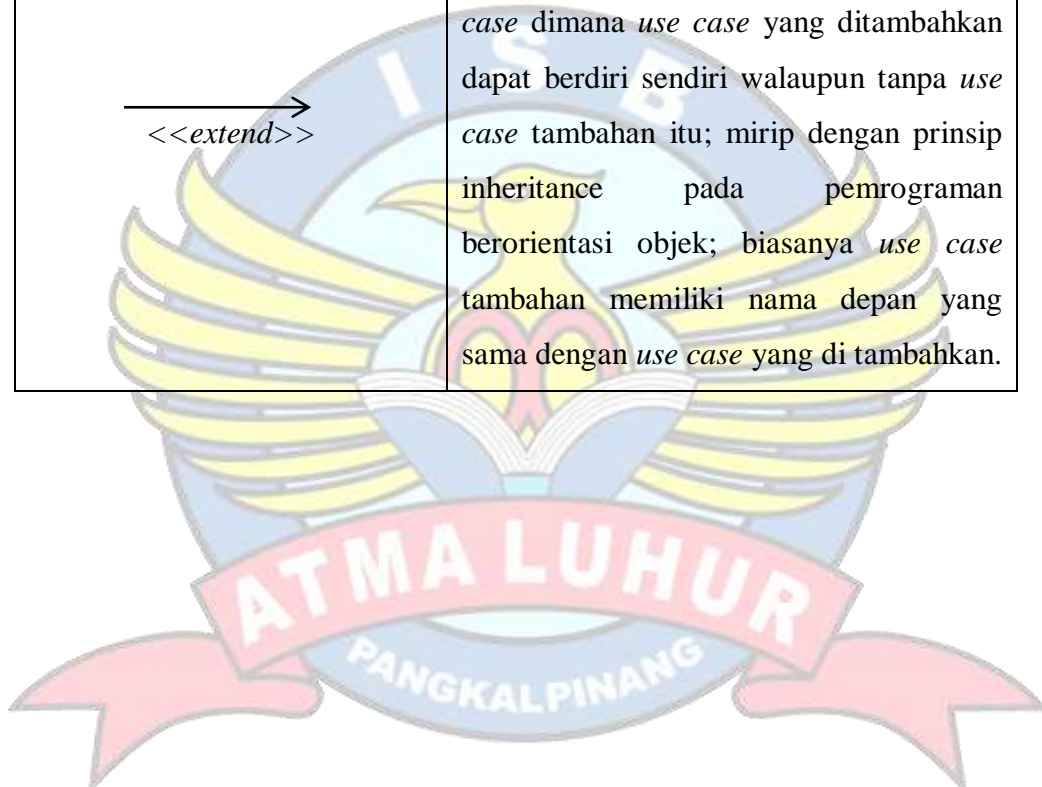 case dimana use case yang ditambahkan
dapat berdiri sendiri walaupun tanpa use
<<extend>>
case tambahan itu; mirip dengan prinsip
inheritance pada pemrograman
berorientasi objek; biasanya use case
tambahan memiliki nama depan yang
sama dengan use case yang di tambahkan.
I S B
ATMA LUHUR
PANGKALPINANG